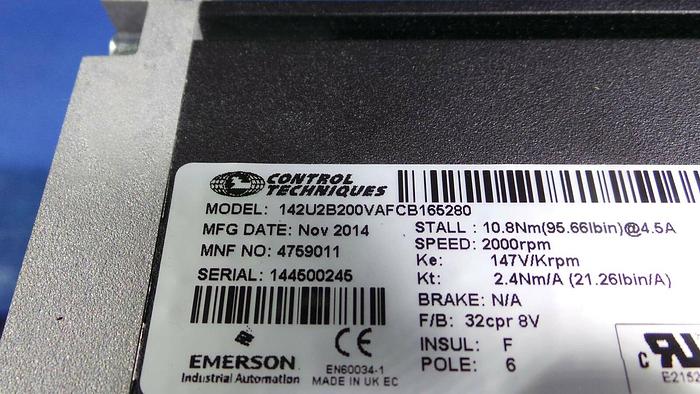 CONTROL
TECHNIQUES
MODEL: 142U2B200VAFCB165280
MFG DATE: Nov 2014
MNF NO: 4759011
SERIAL: 144500245
EMERSON
Industrial Automation
CE
EN60034-1
MADE IN UK EC
STALL : 10.8Nm(95.66lbin)@4.5A
SPEED: 2000rpm
Ke: 147V/Krpm
Kt: 2.4Nm/A (21.26lbin/A)
BRAKE: N/A
F/B: 32cpr 8V
INSUL: F
POLE: 6
c RU
E2152